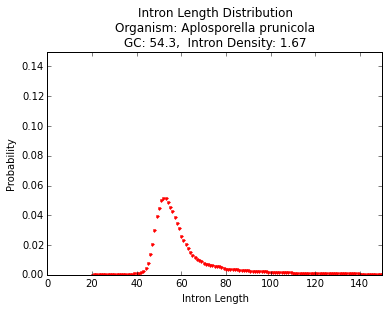 Intron Length Distribution
Organism: Aplosporella prunicola
GC: 54.3,  Intron Density: 1.67
0.14
0.12
0.10
0.08
0.06
0.04
0.02
0.00
Probability
0 20 40 60 80 100 120 140
Intron Length